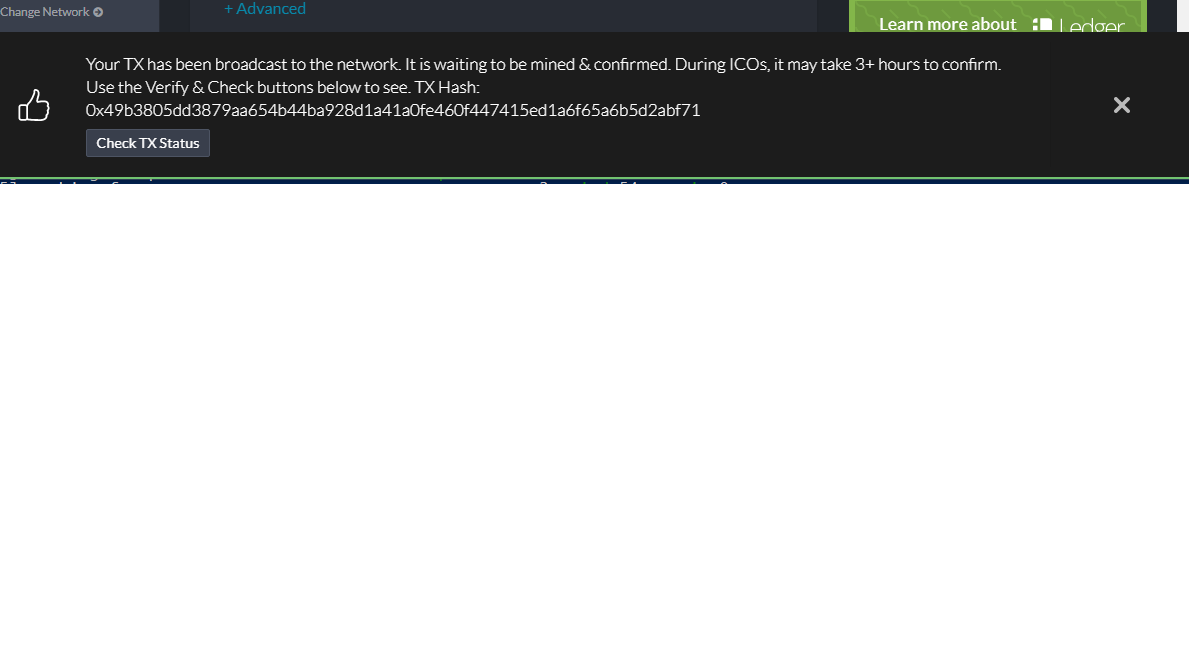 Change Network
+ Advanced
Learn more about Ledger
Your TX has been broadcast to the network. It is waiting to be mined & confirmed. During ICOs, it may take 3+ hours to confirm.
Use the Verify & Check buttons below to see. TX Hash:
0x49b3805dd3879aa654b44ba928d1a41a0fe460f447415ed1a6f65a6b5d2abf71
Check TX Status